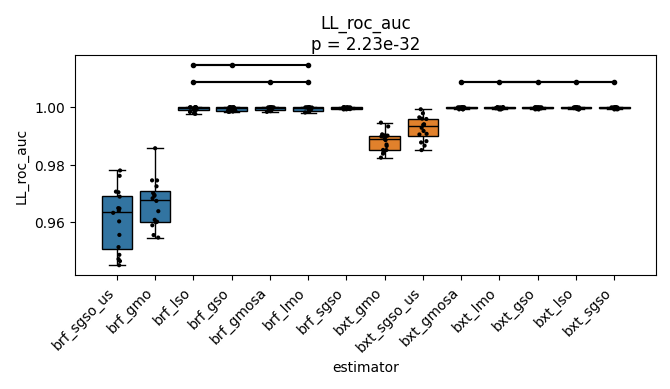 LL_roc_auc
p = 2.23e-32
LL_roc_auc
1.00
0.98
0.96
brf_sgso_us
brf_gmo
brf_lso
brf_gso
brf_gmosa
brf_lmo
brf_sgso
bxt_gmo
bxt_sgso_us
bxt_gmosa
bxt_lmo
bxt_gso
bxt_lso
bxt_sgso
estimator